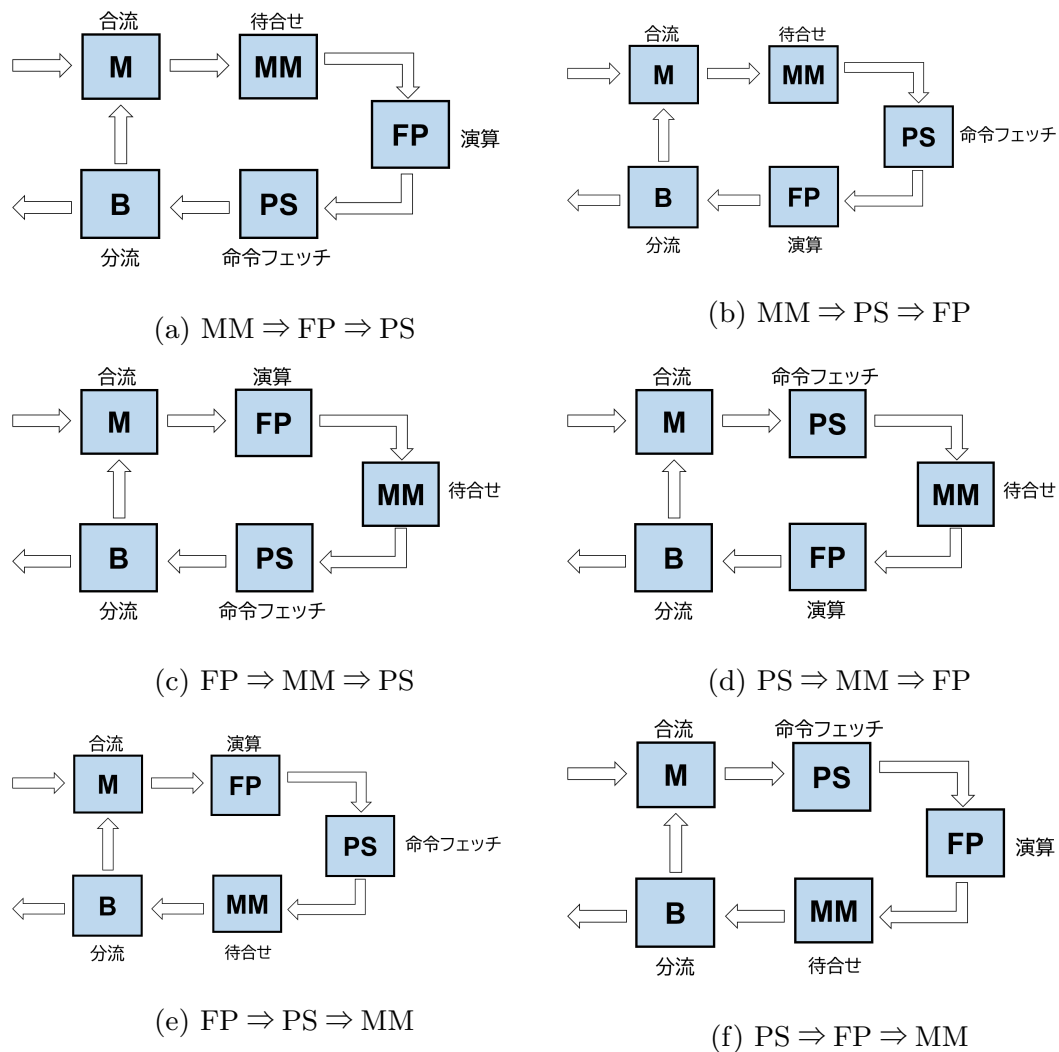 合流
待合せ
M
MM
FP
演算
B
PS
分流
命令フェッチ
(a) MM ⇒ FP ⇒ PS
合流
待合せ
M
MM
PS
命令フェッチ
B
FP
分流
演算
(b) MM ⇒ PS ⇒ FP
合流
演算
M
FP
MM
待合せ
B
PS
分流
命令フェッチ
(c) FP ⇒ MM ⇒ PS
合流
命令フェッチ
M
PS
MM
待合せ
B
FP
分流
演算
(d) PS ⇒ MM ⇒ FP
合流
演算
M
FP
PS
命令フェッチ
B
MM
分流
待合せ
(e) FP ⇒ PS ⇒ MM
合流
命令フェッチ
M
PS
FP
演算
B
MM
分流
待合せ
(f) PS ⇒ FP ⇒ MM